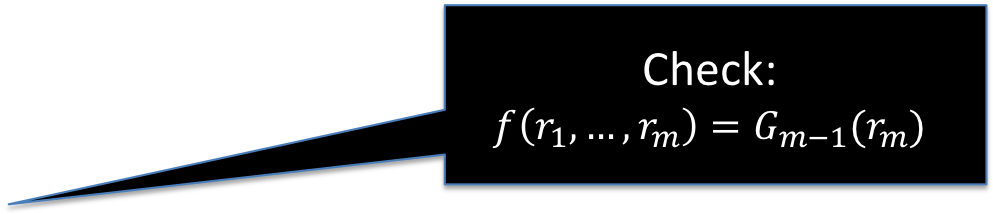 Check:
f(r₁, …, rₘ) = Gₘ₋₁(rₘ)